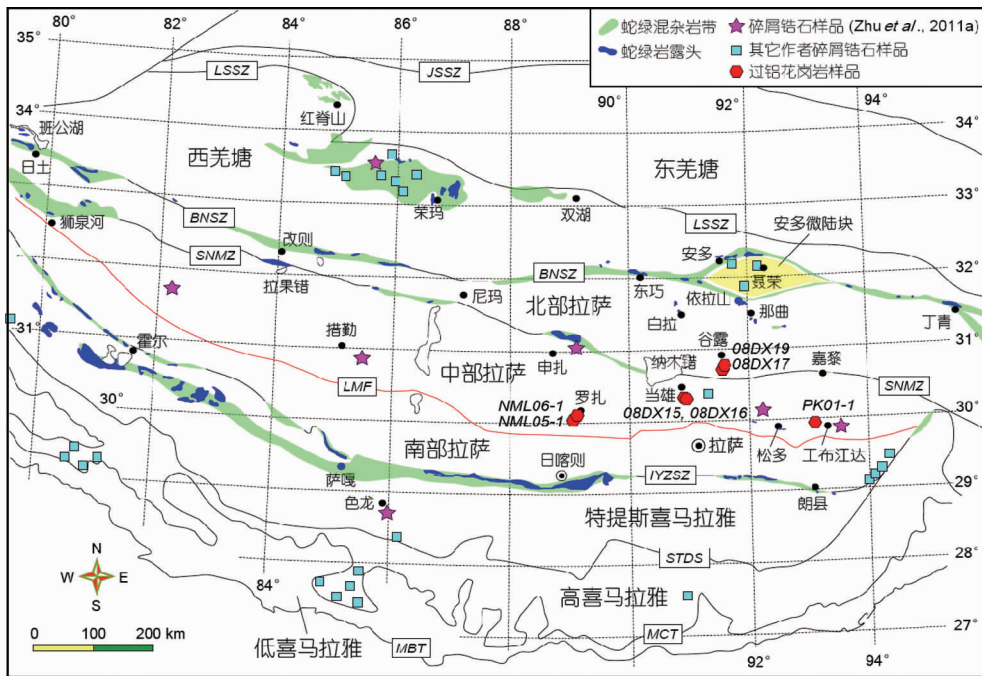 80° 82° 84° 86° 88°
35°
34°
33°
32°
31°
30°
蛇绿混杂岩带
碎屑锆石样品 (Zhu et al., 2011a)
蛇绿岩露头
其它作者碎屑锆石样品
过铝花岗岩样品
LSSZ
JSSZ
90° 92° 94°
34°
33°
32°
31°
30°
29°
28°
27°
班公湖
日土
红脊山
西羌塘
东羌塘
荣玛
双湖
狮泉河
BNSZ
SNMZ
改则
拉果错
LSSZ
安多微陆块
安多
聂荣
BNSZ
尼玛
东巧
北部拉萨
依拉山
那曲
白拉
丁青
霍尔
措勤
申扎
谷露
08DX19
08DX17
纳木错
嘉黎
中部拉萨
LMF
SNMZ
当雄
罗扎
NML06-1
NML05-1
08DX15, 08DX16
PK01-1
拉萨
松多
工布江达
南部拉萨
日喀则
萨嘎
IYZSZ
朗县
色龙
特提斯喜马拉雅
STDS
84°
N
W E
S
高喜马拉雅
低喜马拉雅
MBT
MCT
92° 94°
0 100 200 km